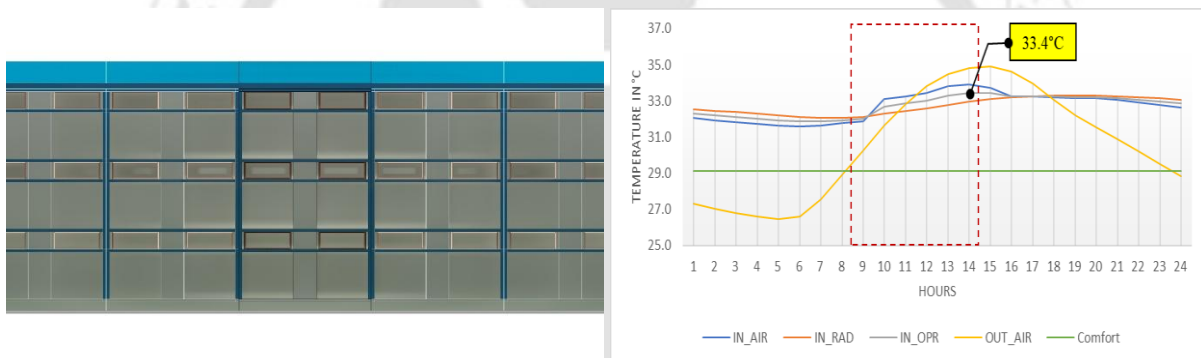 37.0
33.4°C
35.0
33.0
31.0
29.0
27.0
25.0
TEMPERATURE IN °C
1 2 3 4 5 6 7 8 9 10 11 12 13 14 15 16 17 18 19 20 21 22 23 24
HOURS
IN_AIR IN_RAD IN_OPR OUT_AIR Comfort